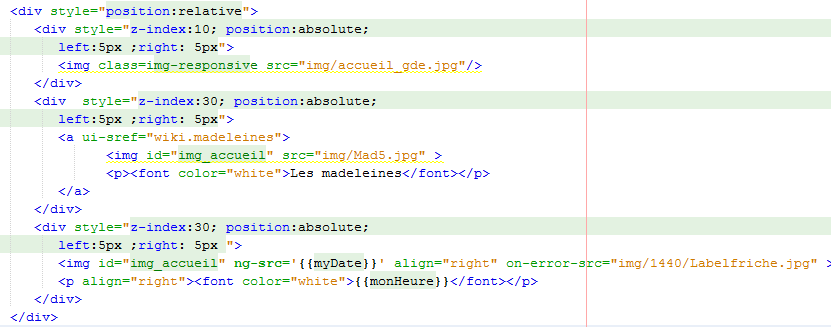 <div style="position:relative">
<div style="z-index:10; position:absolute;
left:5px ;right: 5px">
<img class=img-responsive src="img/accueil_gde.jpg"/>
</div>
<div  style="z-index:30; position:absolute;
left:5px ;right: 5px">
<a ui-sref="wiki.madeleines">
<img id="img_accueil" src="img/Mad5.jpg" >
<p><font color="white">Les madeleines</font></p>
</a>
</div>
<div style="z-index:30; position:absolute;
left:5px ;right: 5px ">
<img id="img_accueil" ng-src='{{myDate}}' align="right" on-error-src="img/1440/Labelfriche.jpg" >
<p align="right"><font color="white">{{monHeure}}</font></p>
</div>
</div>